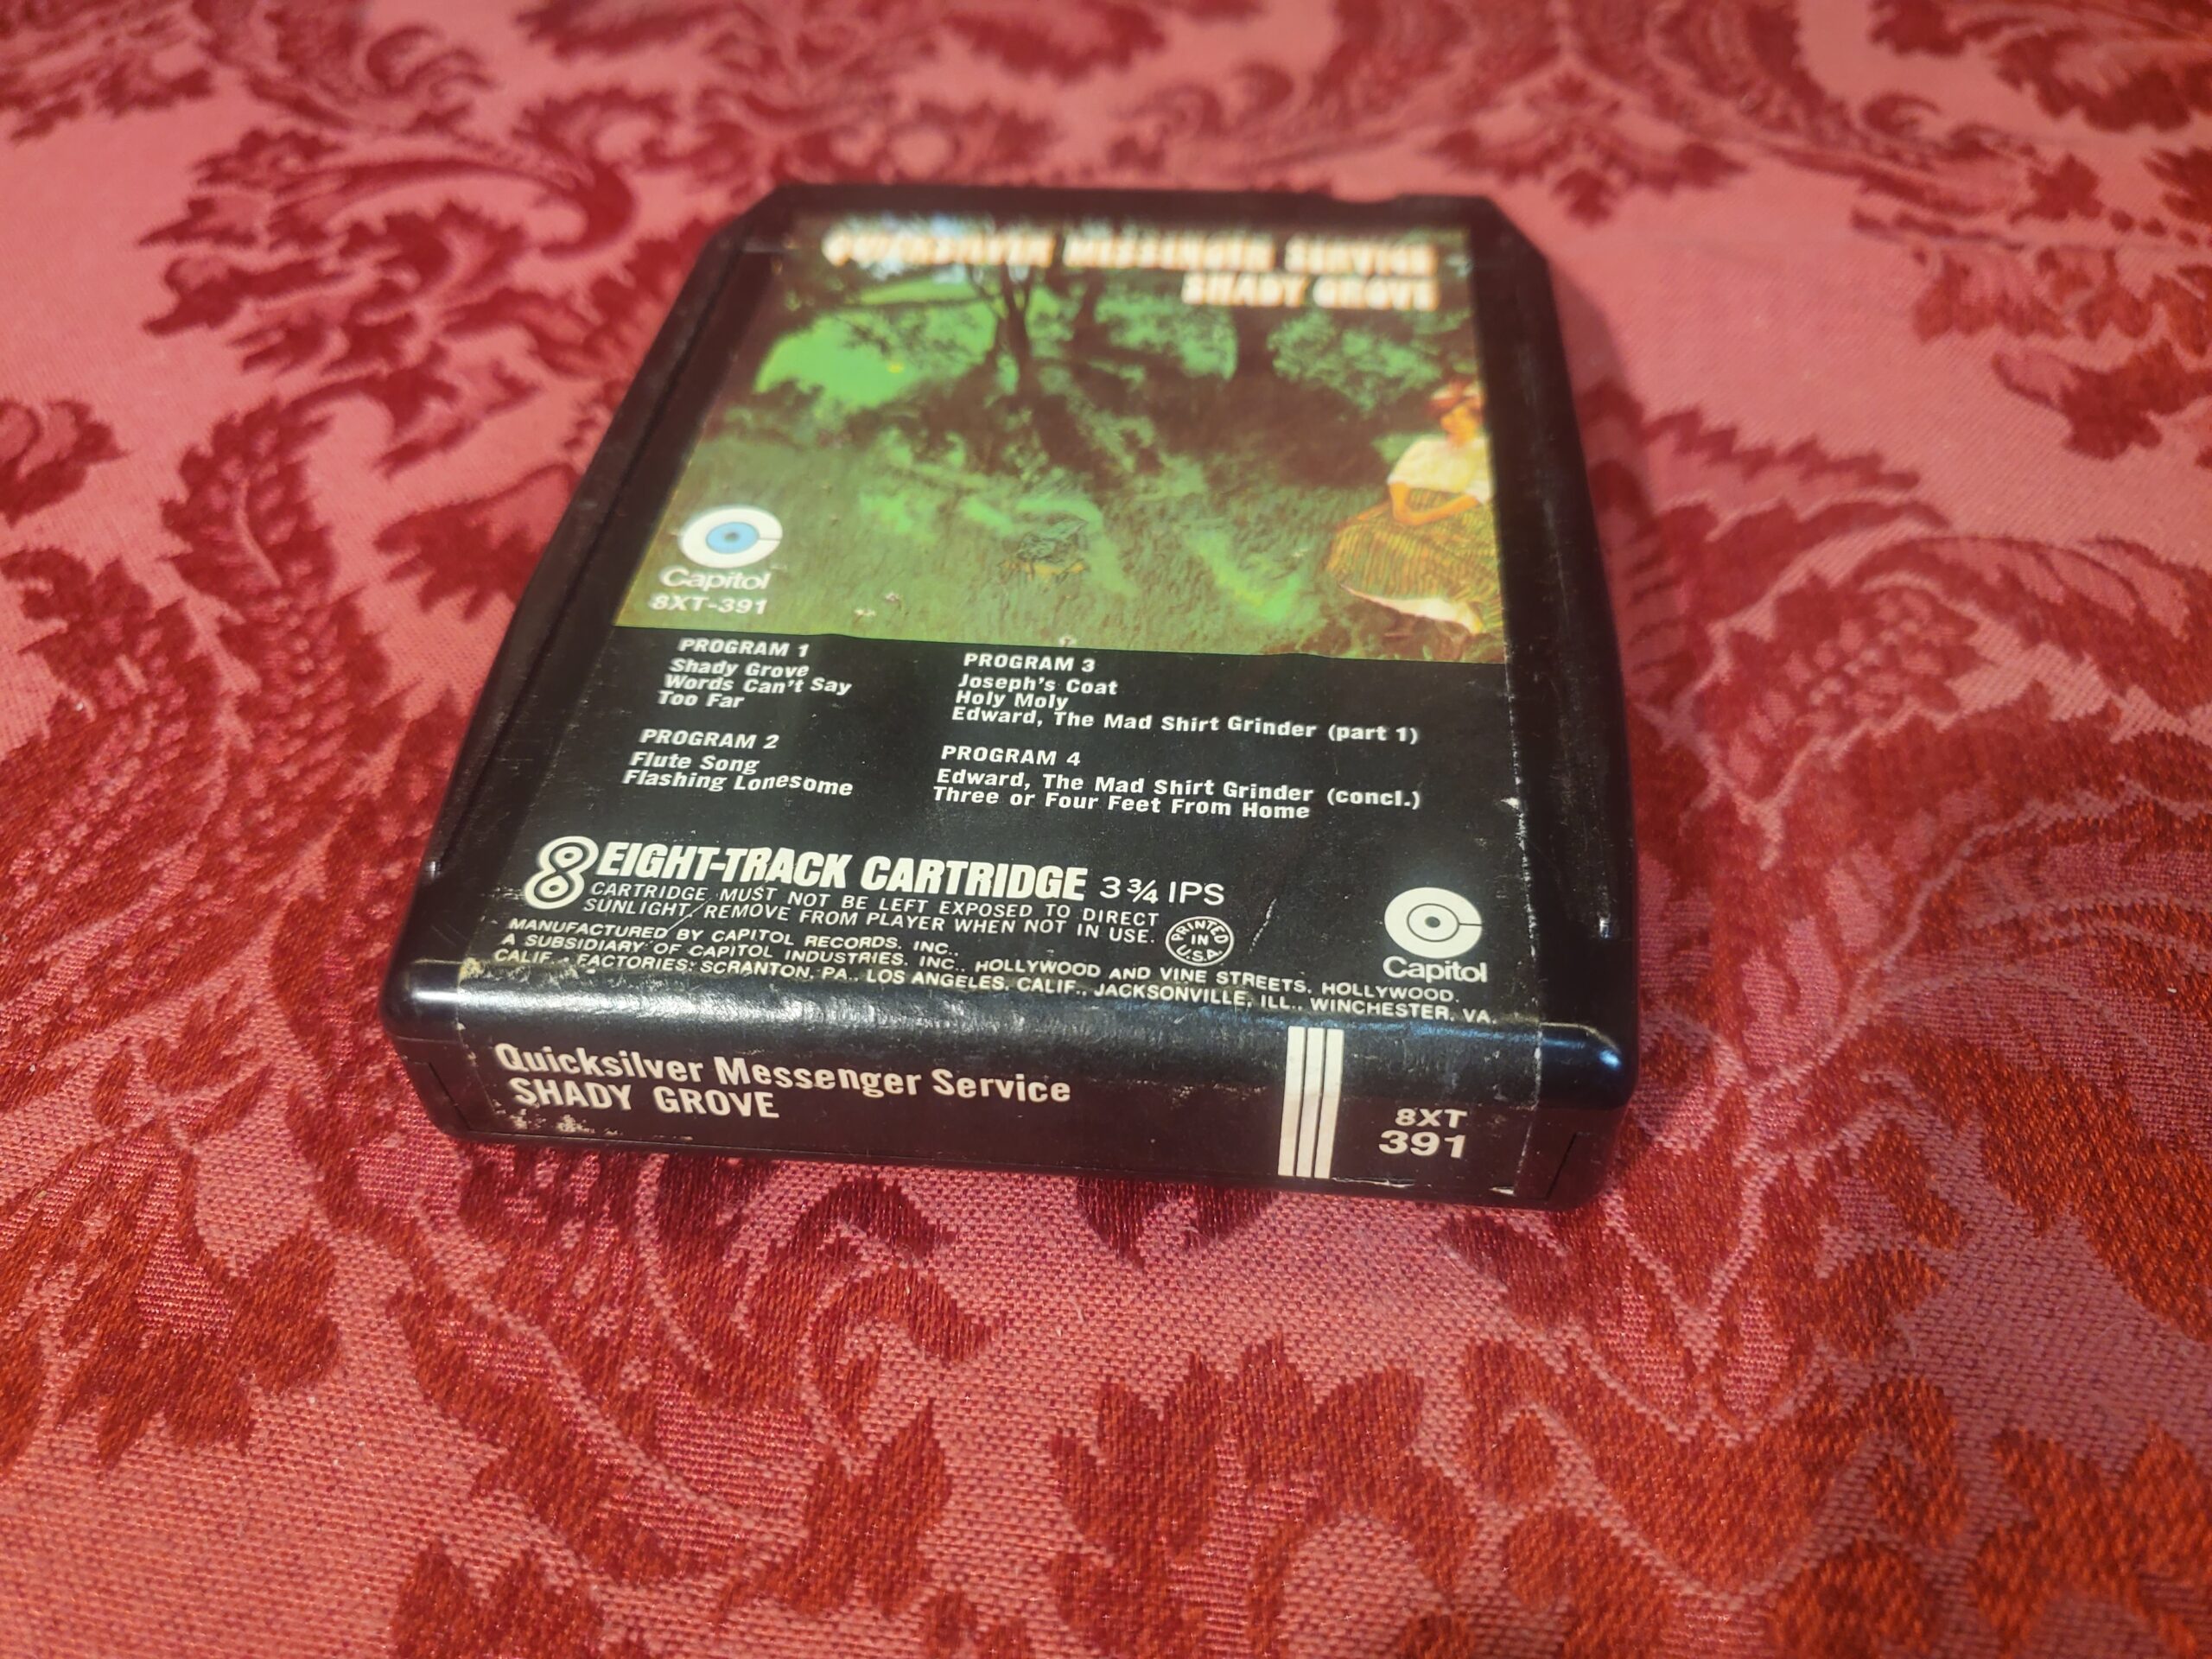 QUICKSILVER MESSENGER SERVICE
SHADY GROVE
Capitol
8XT-391
PROGRAM 1
Shady Grove
Words Can't Say
Too Far
PROGRAM 2
Flute Song
Flashing Lonesome
PROGRAM 3
Joseph's Coat
Holy Moly
Edward, The Mad Shirt Grinder (part 1)
PROGRAM 4
Edward, The Mad Shirt Grinder (concl.)
Three or Four Feet From Home
8 EIGHT-TRACK CARTRIDGE 3 ¾ IPS
CARTRIDGE MUST NOT BE LEFT EXPOSED TO DIRECT
SUNLIGHT, REMOVE FROM PLAYER WHEN NOT IN USE.
PRINTED
IN
U.S.A.
MANUFACTURED BY CAPITOL RECORDS, INC.,
A SUBSIDIARY OF CAPITOL INDUSTRIES, INC., HOLLYWOOD AND VINE STREETS, HOLLYWOOD,
CALIF. • FACTORIES: SCRANTON, PA., LOS ANGELES, CALIF., JACKSONVILLE, ILL., WINCHESTER, VA.
Capitol
Quicksilver Messenger Service
SHADY GROVE
8XT
391